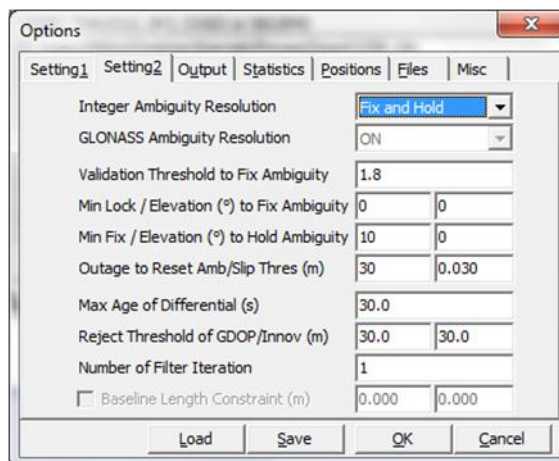 Options
Setting1 Setting2 Output Statistics Positions Files Misc
Integer Ambiguity Resolution Fix and Hold
GLONASS Ambiguity Resolution ON
Validation Threshold to Fix Ambiguity 1.8
Min Lock / Elevation (°) to Fix Ambiguity 0 0
Min Fix / Elevation (°) to Hold Ambiguity 10 0
Outage to Reset Amb/Slip Thres (m) 30 0.030
Max Age of Differential (s) 30.0
Reject Threshold of GDOP/Innov (m) 30.0 30.0
Number of Filter Iteration 1
Baseline Length Constraint (m) 0.000 0.000
Load Save OK Cancel